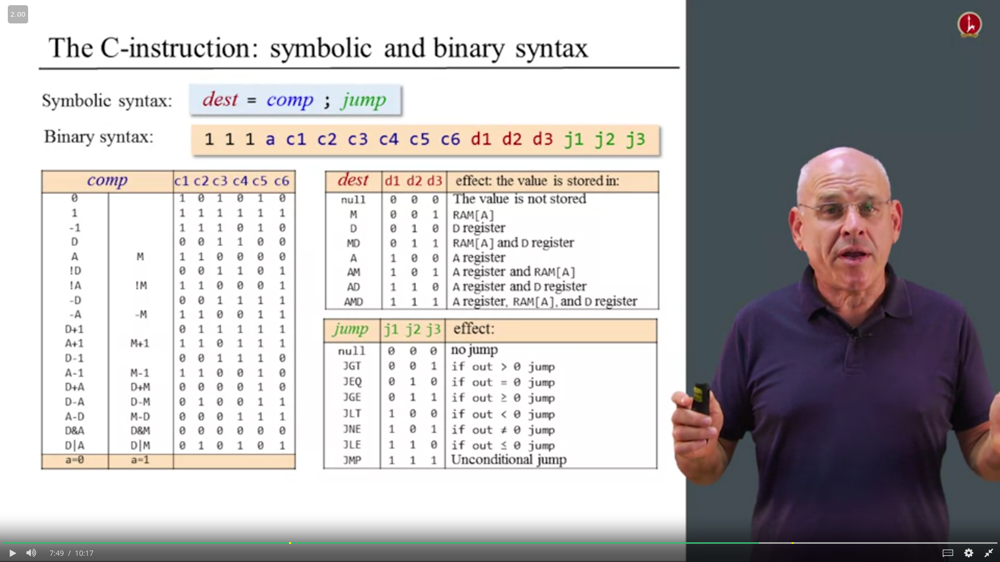 2.00
The C-instruction: symbolic and binary syntax
Symbolic syntax: dest = comp ; jump
Binary syntax: 1 1 1 a c1 c2 c3 c4 c5 c6 d1 d2 d3 j1 j2 j3
comp c1 c2 c3 c4 c5 c6
0 1 0 1 0 1 0
1 1 1 1 1 1 1
-1 1 1 1 0 1 0
D 0 0 1 1 0 0
A M 1 1 0 0 0 0
!D 0 0 1 1 0 1
!A !M 1 1 0 0 0 1
-D 0 0 1 1 1 1
-A -M 1 1 0 0 1 1
D+1 0 1 1 1 1 1
A+1 M+1 1 1 0 1 1 1
D-1 0 0 1 1 1 0
A-1 M-1 1 1 0 0 1 0
D+A D+M 0 0 0 0 1 0
D-A D-M 0 1 0 0 1 1
A-D M-D 0 0 0 1 1 1
D&A D&M 0 0 0 0 0 0
D|A D|M 0 1 0 1 0 1
a=0 a=1
dest d1 d2 d3 effect: the value is stored in:
null 0 0 0 The value is not stored
M 0 0 1 RAM[A]
D 0 1 0 D register
MD 0 1 1 RAM[A] and D register
A 1 0 0 A register
AM 1 0 1 A register and RAM[A]
AD 1 1 0 A register and D register
AMD 1 1 1 A register, RAM[A], and D register
jump j1 j2 j3 effect:
null 0 0 0 no jump
JGT 0 0 1 if out > 0 jump
JEQ 0 1 0 if out = 0 jump
JGE 0 1 1 if out ≥ 0 jump
JLT 1 0 0 if out < 0 jump
JNE 1 0 1 if out ≠ 0 jump
JLE 1 1 0 if out ≤ 0 jump
JMP 1 1 1 Unconditional jump
7:49 / 10:17